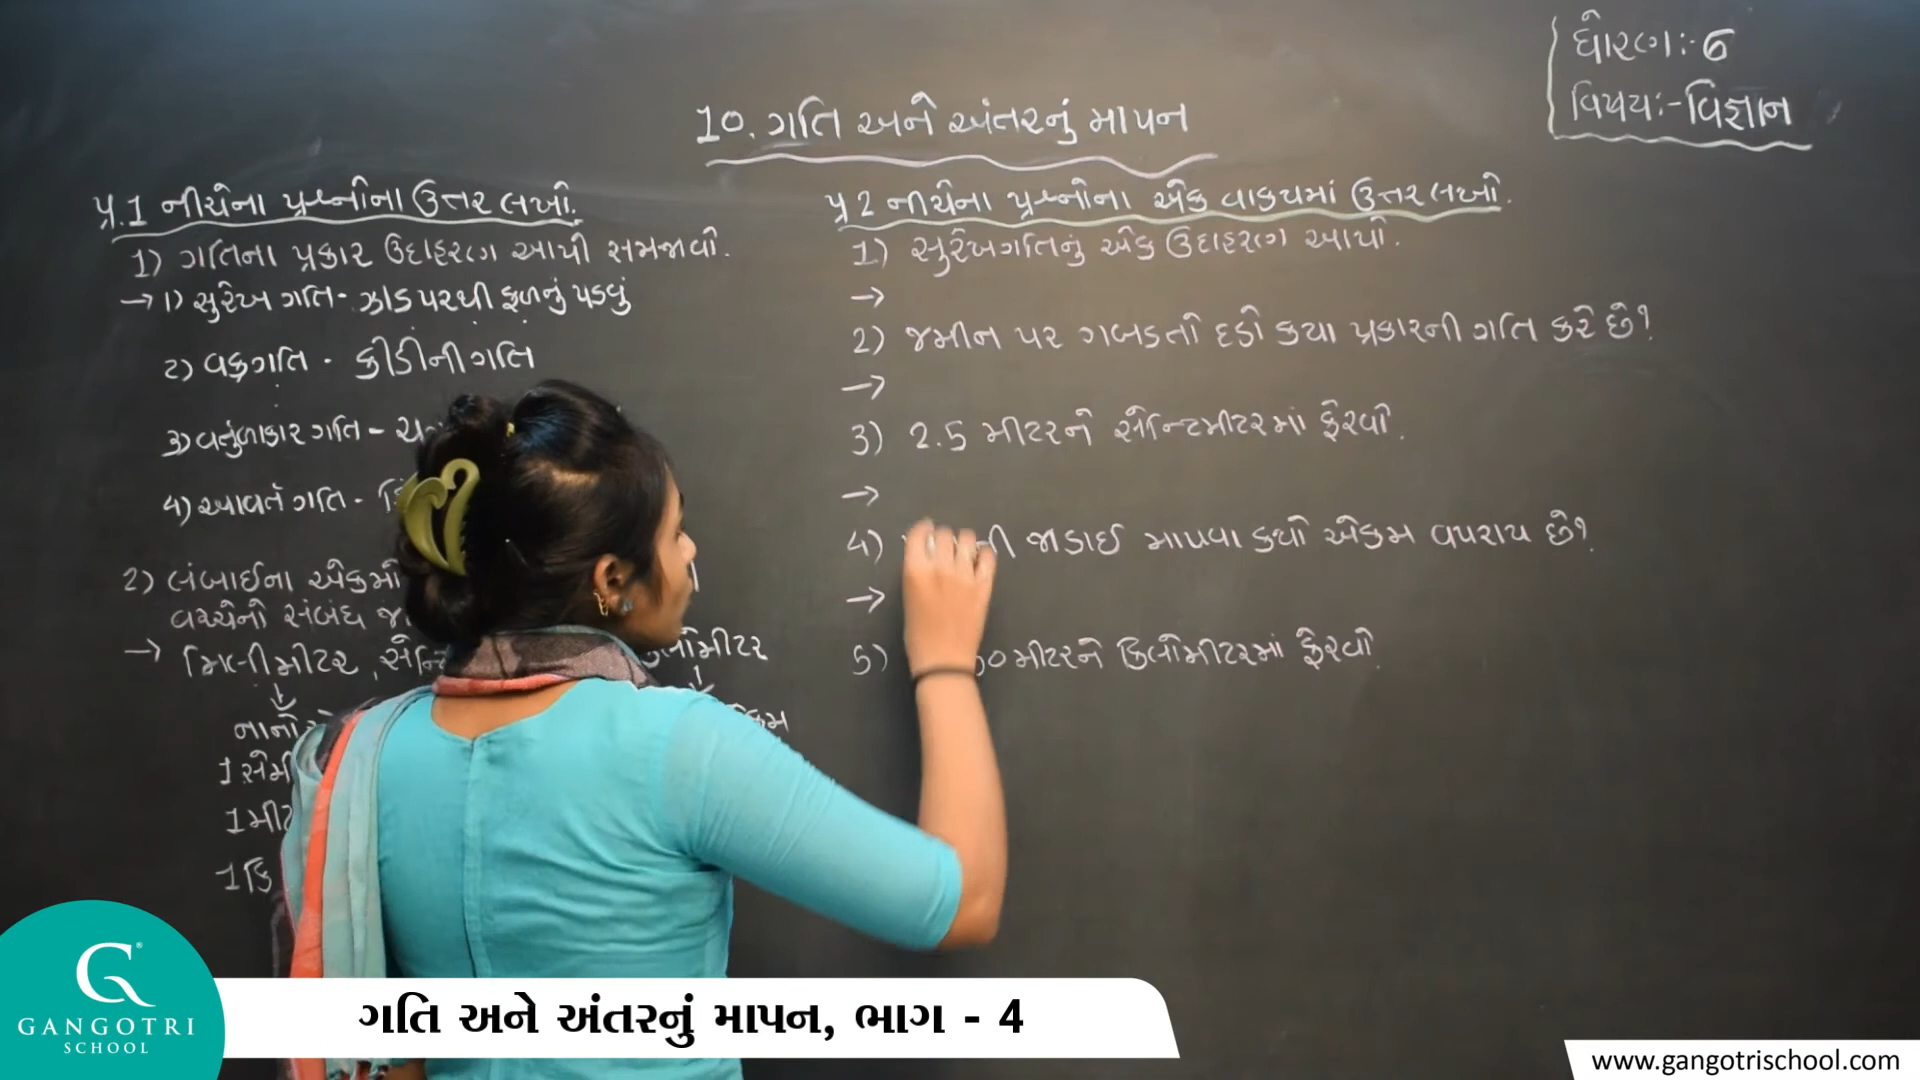 ધોરણ:- 6
વિષય:- વિજ્ઞાન
10. ગતિ અને અંતરનું માપન
પ્ર.1 નીચેના પ્રશ્નોના ઉત્તર લખો.
1) ગતિના પ્રકાર ઉદાહરણ આપી સમજાવો.
→ 1) સુરેખ ગતિ - ઝાડ પરથી ફળનું પડવું
2) વક્રગતિ - કીડીની ગતિ
3) વર્તુળાકાર ગતિ -
4) આવર્ત ગતિ -
2) લંબાઈના એકમો
વચ્ચેનો સંબંધ
→ મિલીમીટર,
1 સેમી
1
પ્ર 2 નીચેના પ્રશ્નોના એક વાક્યમાં ઉત્તર લખો.
1) સુરેખગતિનું એક ઉદાહરણ આપો.
→
2) જમીન પર ગબડતો દડો કયા પ્રકારની ગતિ કરે છે?
→
3) 2.5 મીટરને સેન્ટિમીટરમાં ફેરવો.
→
4) જાડાઈ માપવા કયો એકમ વપરાય છે?
→
5) મીટરને કિલોમીટરમાં ફેરવો.
GANGOTRI
SCHOOL
ગતિ અને અંતરનું માપન, ભાગ - 4
www.gangotrischool.com